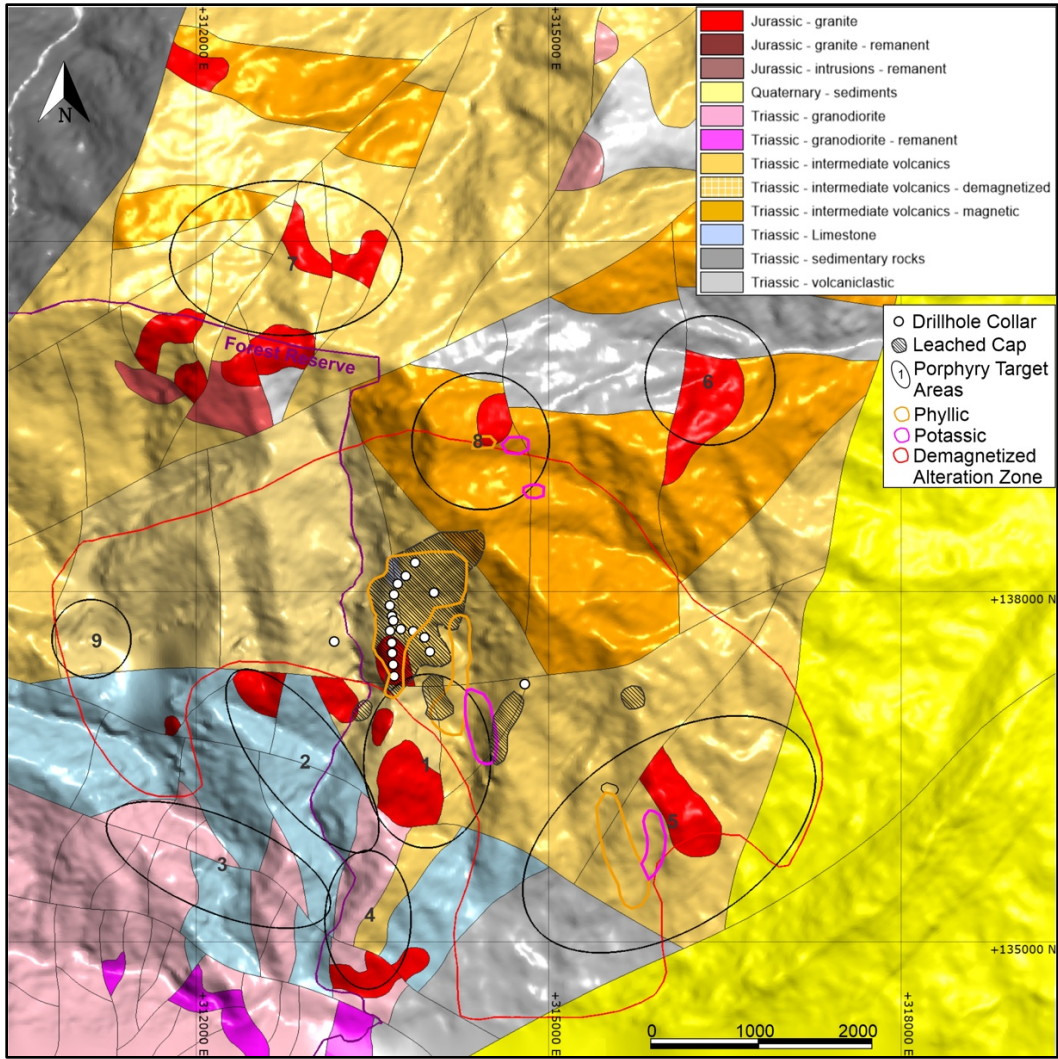 +312000 E
+315000 E
N
Jurassic - granite
Jurassic - granite - remanent
Jurassic - intrusions - remanent
Quaternary - sediments
Triassic - granodiorite
Triassic - granodiorite - remanent
Triassic - intermediate volcanics
Triassic - intermediate volcanics - demagnetized
Triassic - intermediate volcanics - magnetic
Triassic - Limestone
Triassic - sedimentary rocks
Triassic - volcaniclastic
Drillhole Collar
Leached Cap
1 Porphyry Target
Areas
Phyllic
Potassic
Demagnetized
Alteration Zone
7
Forest Reserve
6
8
+138000 N
9
2
1
5
3
4
+135000 N
+312000 E
+315000 E
+318000 E
0 1000 2000